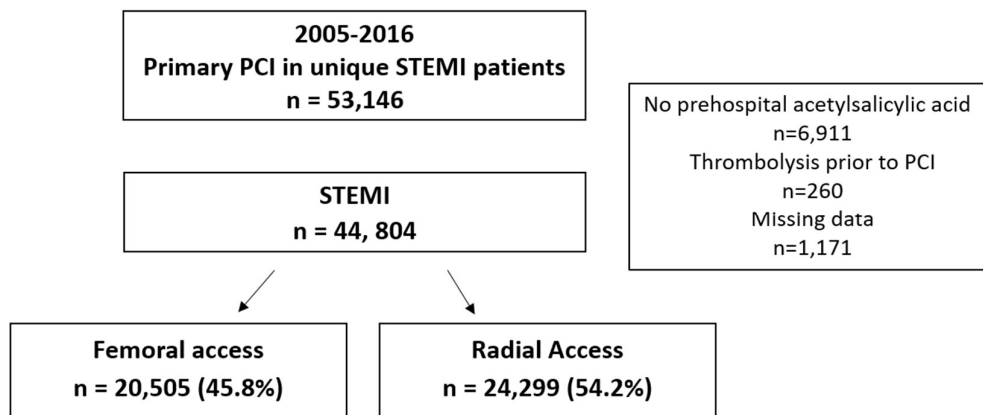 2005-2016
Primary PCI in unique STEMI patients
n = 53,146
No prehospital acetylsalicylic acid
n=6,911
Thrombolysis prior to PCI
n=260
Missing data
n=1,171
STEMI
n = 44, 804
Femoral access
n = 20,505 (45.8%)
Radial Access
n = 24,299 (54.2%)